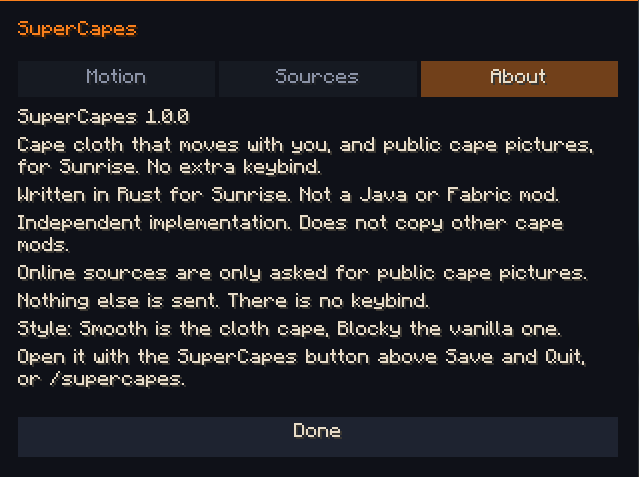 SuperCapes
Motion
Sources
About
SuperCapes 1.0.0
Cape cloth that moves with you, and public cape pictures,
for Sunrise. No extra keybind.
Written in Rust for Sunrise. Not a Java or Fabric mod.
Independent implementation. Does not copy other cape
mods.
Online sources are only asked for public cape pictures.
Nothing else is sent. There is no keybind.
Style: Smooth is the cloth cape, Blocky the vanilla one.
Open it with the SuperCapes button above Save and Quit,
or /supercapes.
Done